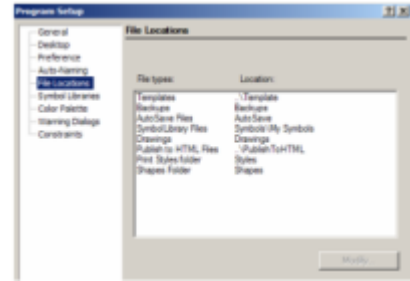 Program Setup
General
Desktop
Preference
Auto-Naming
File Locations
Symbol Libraries
Color Palette
Warning Dialogs
Constraints
File Locations
File types: Location:
Templates ..\Template
Backups Backups
AutoSave Files AutoSave
SymbolLibrary Files Symbols\My Symbols
Drawings Drawings
Publish to HTML Files ..\PublishToHTML
Print Styles folder Styles
Shapes Folder Shapes
Modify...